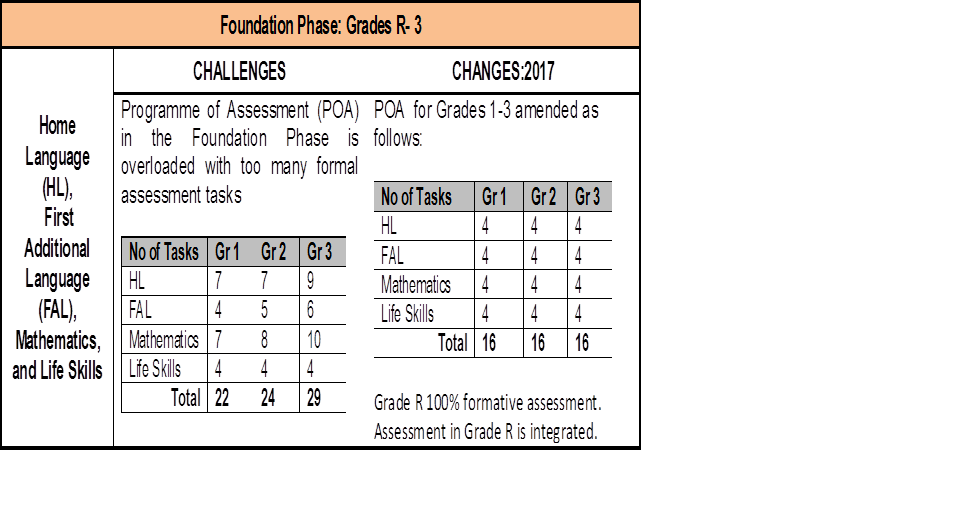 Foundation Phase: Grades R- 3
Home
Language
(HL),
First
Additional
Language
(FAL),
Mathematics,
and Life Skills
CHALLENGES
Programme of Assessment (POA)
in the Foundation Phase is
overloaded with too many formal
assessment tasks
No of Tasks Gr 1 Gr 2 Gr 3
HL 7 7 9
FAL 4 5 6
Mathematics 7 8 10
Life Skills 4 4 4
Total 22 24 29
CHANGES:2017
POA for Grades 1-3 amended as
follows:
No of Tasks Gr 1 Gr 2 Gr 3
HL 4 4 4
FAL 4 4 4
Mathematics 4 4 4
Life Skills 4 4 4
Total 16 16 16
Grade R 100% formative assessment.
Assessment in Grade R is integrated.